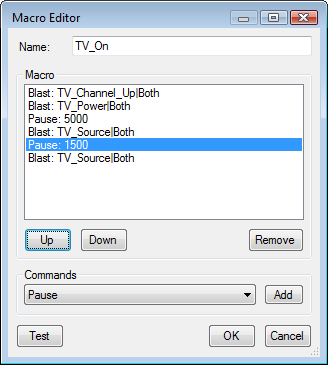 Macro Editor
Name: TV_On
Macro
Blast: TV_Channel_Up|Both
Blast: TV_Power|Both
Pause: 5000
Blast: TV_Source|Both
Pause: 1500
Blast: TV_Source|Both
Up Down Remove
Commands
Pause Add
Test OK Cancel